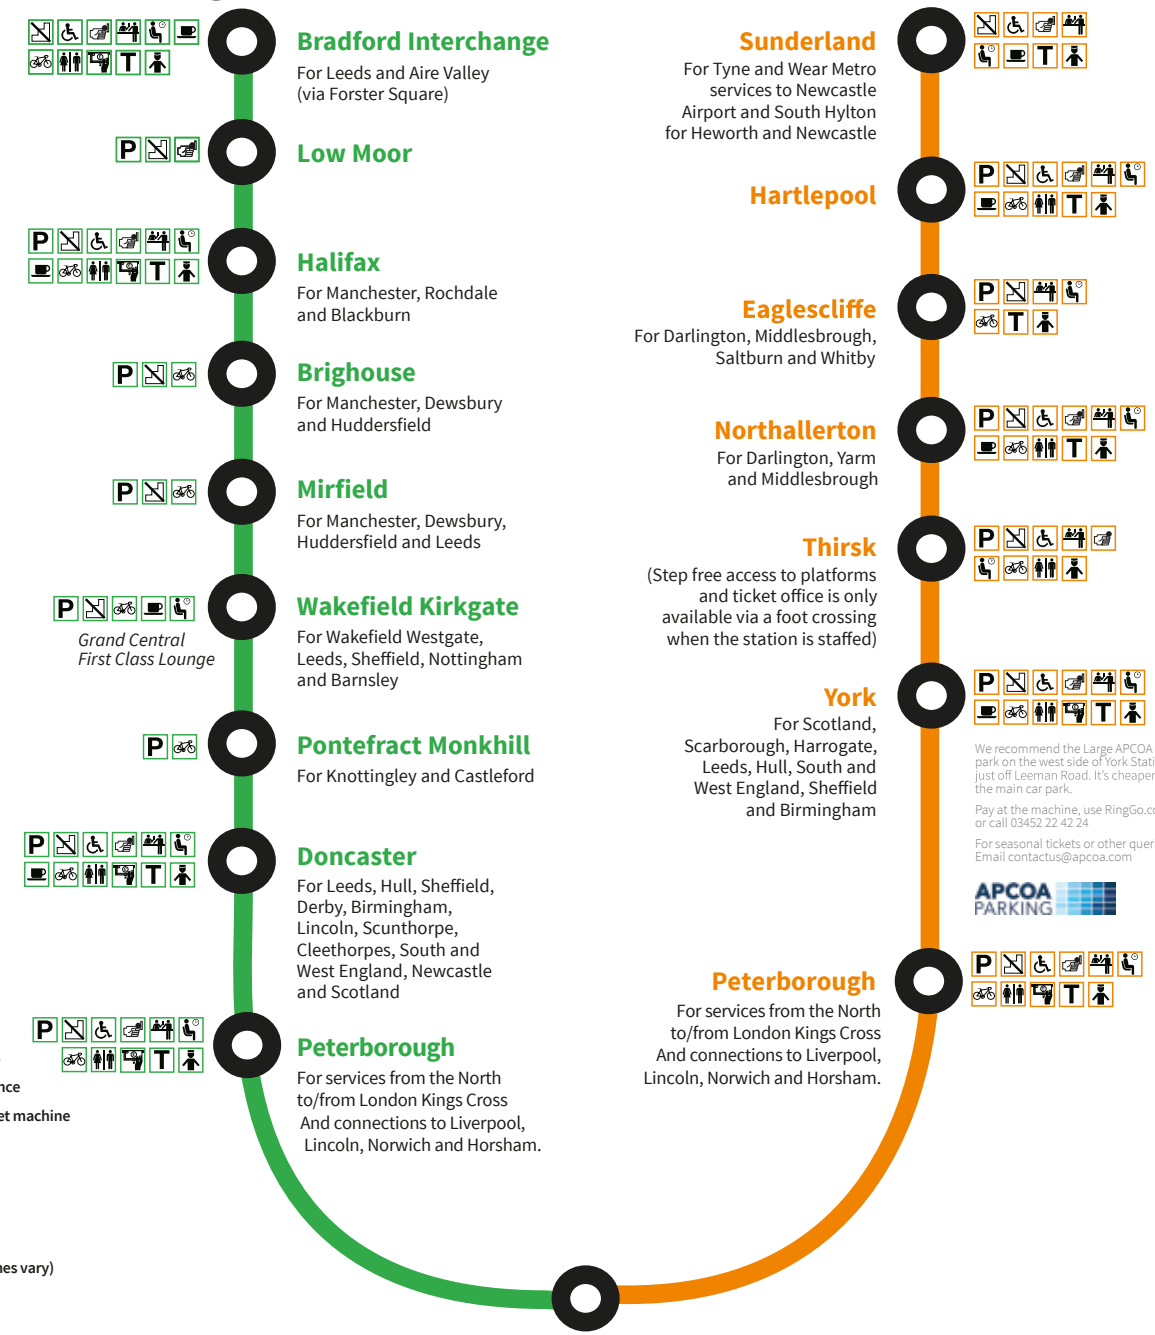 Bradford Interchange
For Leeds and Aire Valley
(via Forster Square)
P
Low Moor
P
Halifax
For Manchester, Rochdale
and Blackburn
T
P
Brighouse
For Manchester, Dewsbury
and Huddersfield
P
Mirfield
For Manchester, Dewsbury,
Huddersfield and Leeds
P
Wakefield Kirkgate
Grand Central
First Class Lounge
For Wakefield Westgate,
Leeds, Sheffield, Nottingham
and Barnsley
P
Pontefract Monkhill
For Knottingley and Castleford
P
T
Doncaster
For Leeds, Hull, Sheffield,
Derby, Birmingham,
Lincoln, Scunthorpe,
Cleethorpes, South and
West England, Newcastle
and Scotland
P
T
Peterborough
For services from the North
to/from London Kings Cross
And connections to Liverpool,
Lincoln, Norwich and Horsham.
nce
et machine
nes vary)
Sunderland
For Tyne and Wear Metro
services to Newcastle
Airport and South Hylton
for Heworth and Newcastle
T
Hartlepool
P
T
Eaglescliffe
For Darlington, Middlesbrough,
Saltburn and Whitby
P
T
Northallerton
For Darlington, Yarm
and Middlesbrough
P
T
Thirsk
(Step free access to platforms
and ticket office is only
available via a foot crossing
when the station is staffed)
P
York
For Scotland,
Scarborough, Harrogate,
Leeds, Hull, South and
West England, Sheffield
and Birmingham
P
T
We recommend the Large APCOA
park on the west side of York Stati
just off Leeman Road. It's cheaper
the main car park.
Pay at the machine, use RingGo.co
or call 03452 22 42 24
For seasonal tickets or other quer
Email contactus@apcoa.com
APCOA
PARKING
Peterborough
For services from the North
to/from London Kings Cross
And connections to Liverpool,
Lincoln, Norwich and Horsham.
P
T